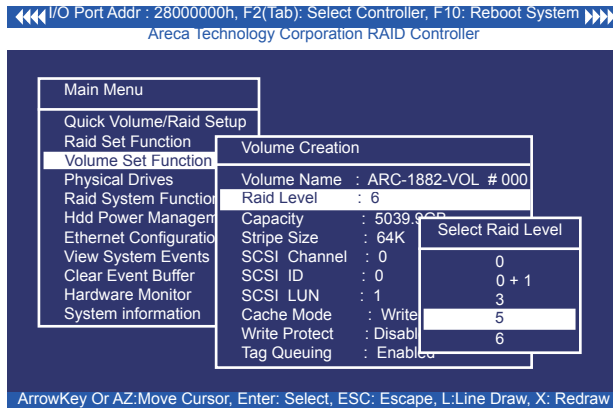 I/O Port Addr : 28000000h, F2(Tab): Select Controller, F10: Reboot System
Areca Technology Corporation RAID Controller
Main Menu
Quick Volume/Raid Setup
Raid Set Function
Volume Set Function
Physical Drives
Raid System Function
Hdd Power Managem
Ethernet Configuratio
View System Events
Clear Event Buffer
Hardware Monitor
System information
Volume Creation
Volume Name : ARC-1882-VOL # 000
Raid Level : 6
Capacity : 5039.9GB
Stripe Size : 64K
SCSI Channel : 0
SCSI ID : 0
SCSI LUN : 1
Cache Mode : Write
Write Protect : Disabl
Tag Queuing : Enabled
Select Raid Level
0
0 + 1
3
5
6
ArrowKey Or AZ:Move Cursor, Enter: Select, ESC: Escape, L:Line Draw, X: Redraw